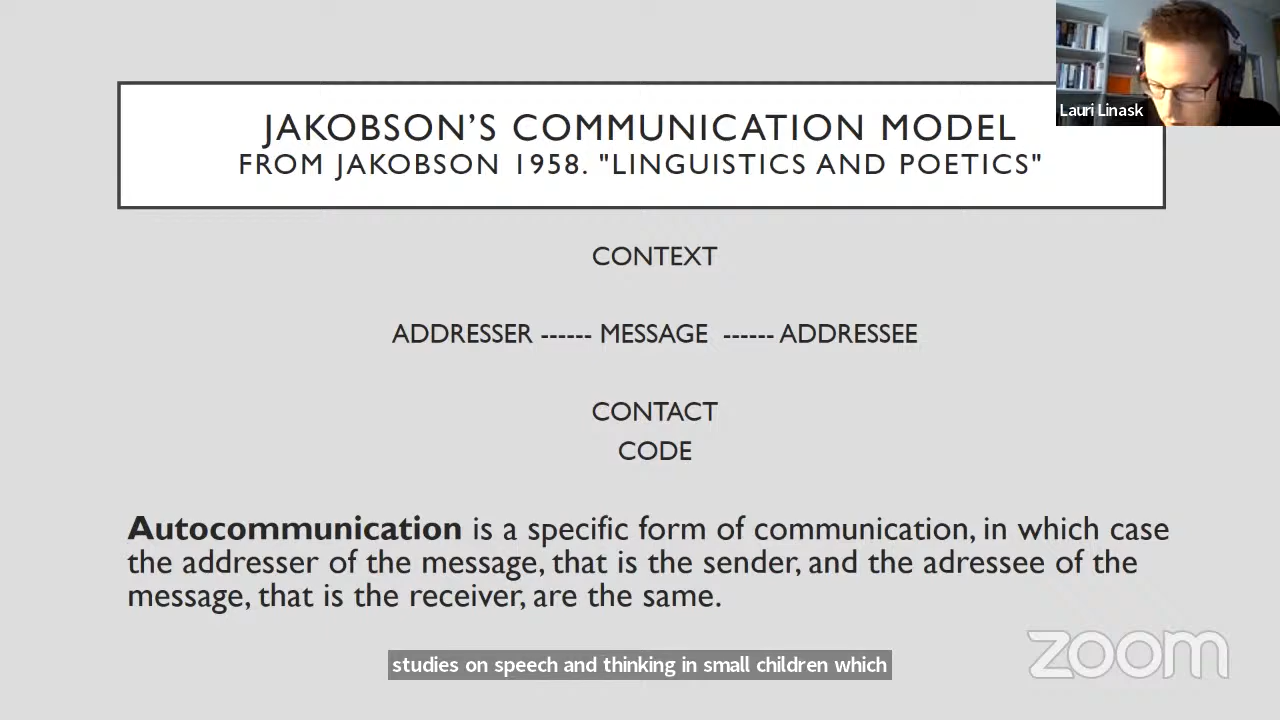 JAKOBSON'S COMMUNICATION MODEL
FROM JAKOBSON 1958. "LINGUISTICS AND POETICS"
Lauri Linask
CONTEXT
ADDRESSER ------ MESSAGE ------ ADDRESSEE
CONTACT
CODE
Autocommunication is a specific form of communication, in which case
the addresser of the message, that is the sender, and the adressee of the
message, that is the receiver, are the same.
studies on speech and thinking in small children which
zoom